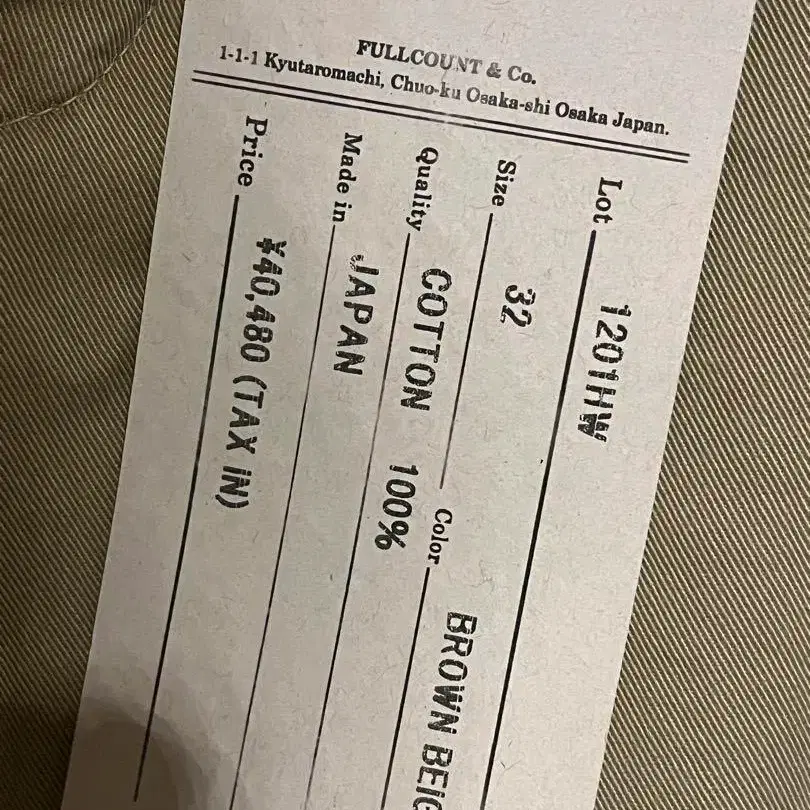 FULLCOUNT & Co.
1-1-1 Kyutaromachi, Chuo-ku Osaka-shi Osaka Japan.
Lot 1201HW
Size 32 Color BROWN BEIG
Quality COTTON 100%
Made in JAPAN
Price ¥40,480 (TAX iN)